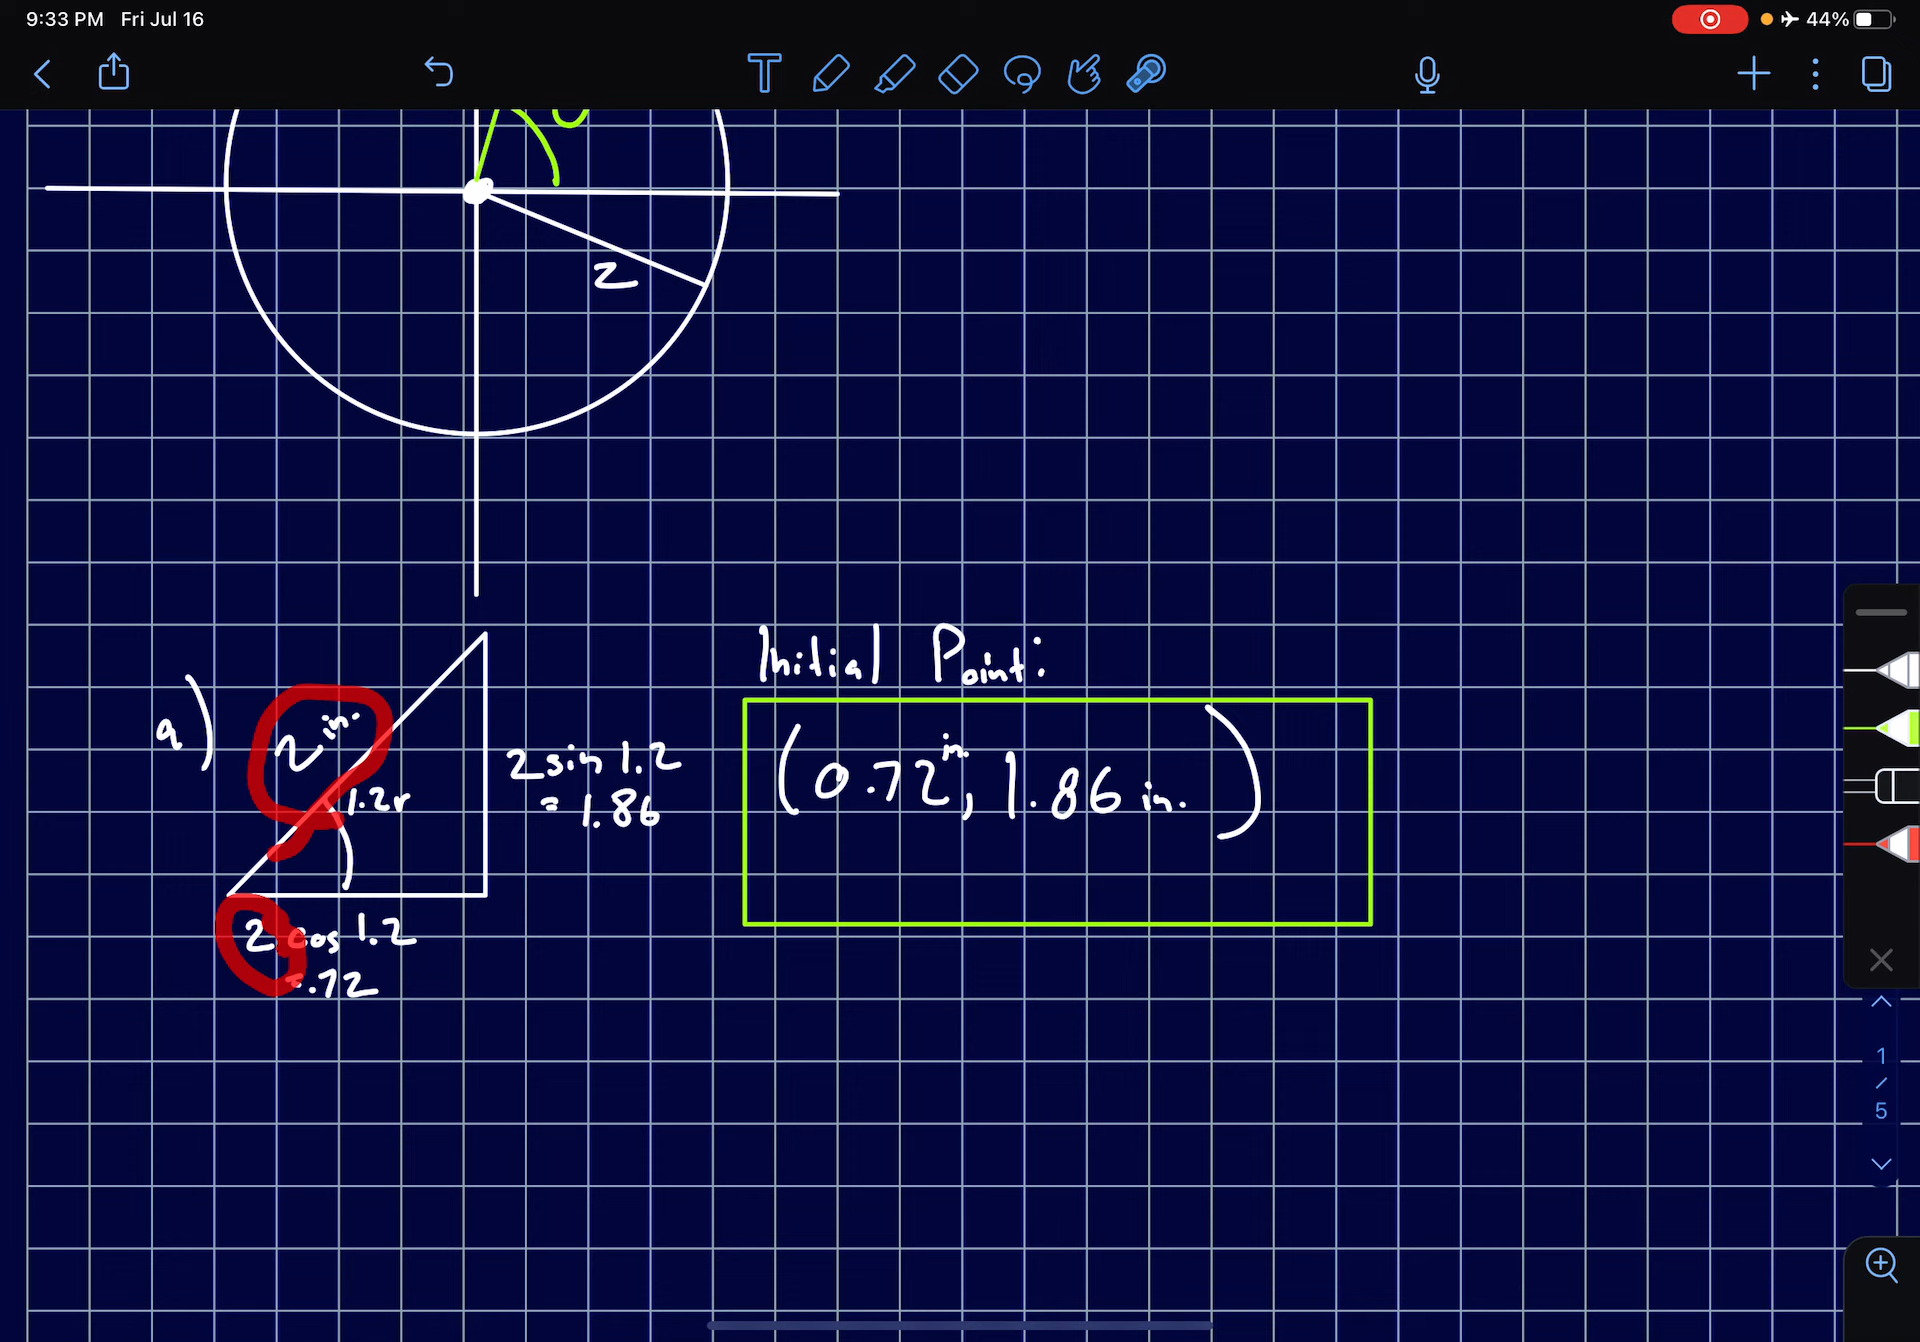 9:33 PM Fri Jul 16
44%
2
Initial Point:
a)
2 in.
1.2r
2 sin 1.2
= 1.86
(0.72 in., 1.86 in.)
2 cos 1.2
= .72
1
/
5